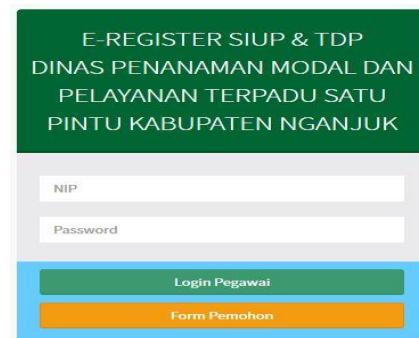 E-REGISTER SIUP & TDP
DINAS PENANAMAN MODAL DAN
PELAYANAN TERPADU SATU
PINTU KABUPATEN NGANJUK
NIP
Password
Login Pegawai
Form Pemohon